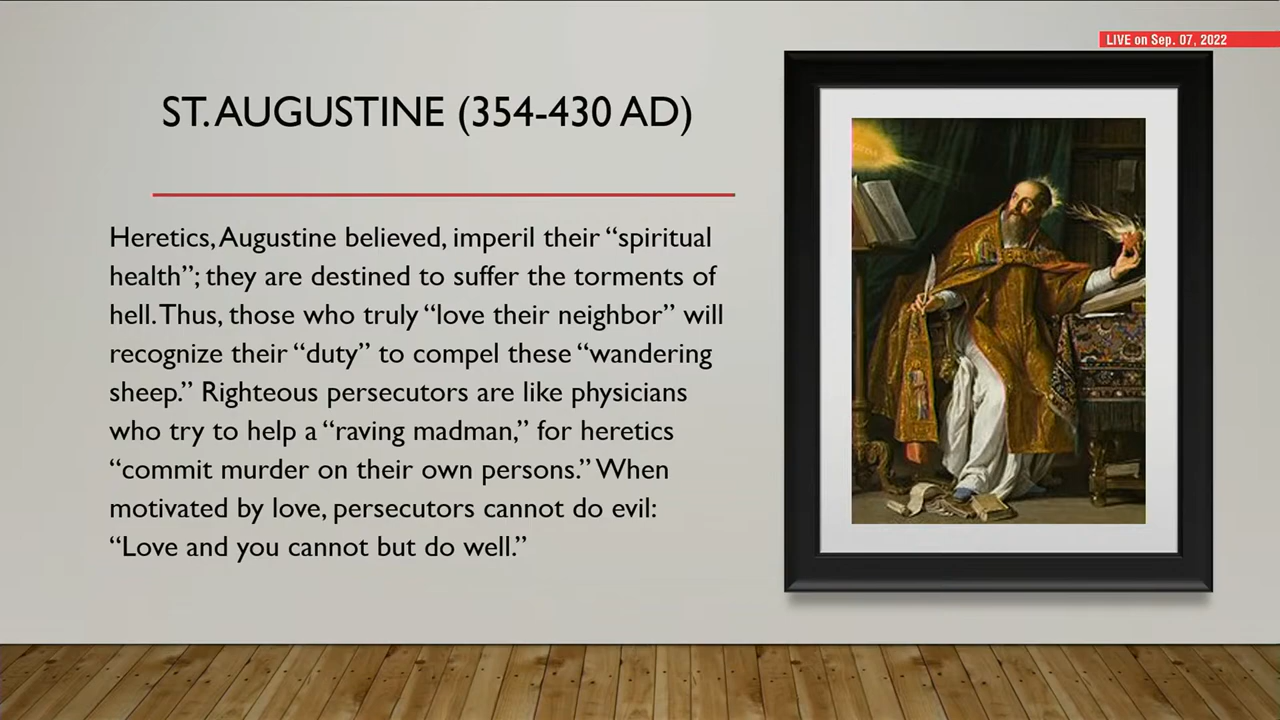 LIVE on Sep. 07, 2022
ST. AUGUSTINE (354-430 AD)
Heretics, Augustine believed, imperil their “spiritual
health”; they are destined to suffer the torments of
hell. Thus, those who truly “love their neighbor” will
recognize their “duty” to compel these “wandering
sheep.” Righteous persecutors are like physicians
who try to help a “raving madman,” for heretics
“commit murder on their own persons.” When
motivated by love, persecutors cannot do evil:
“Love and you cannot but do well.”